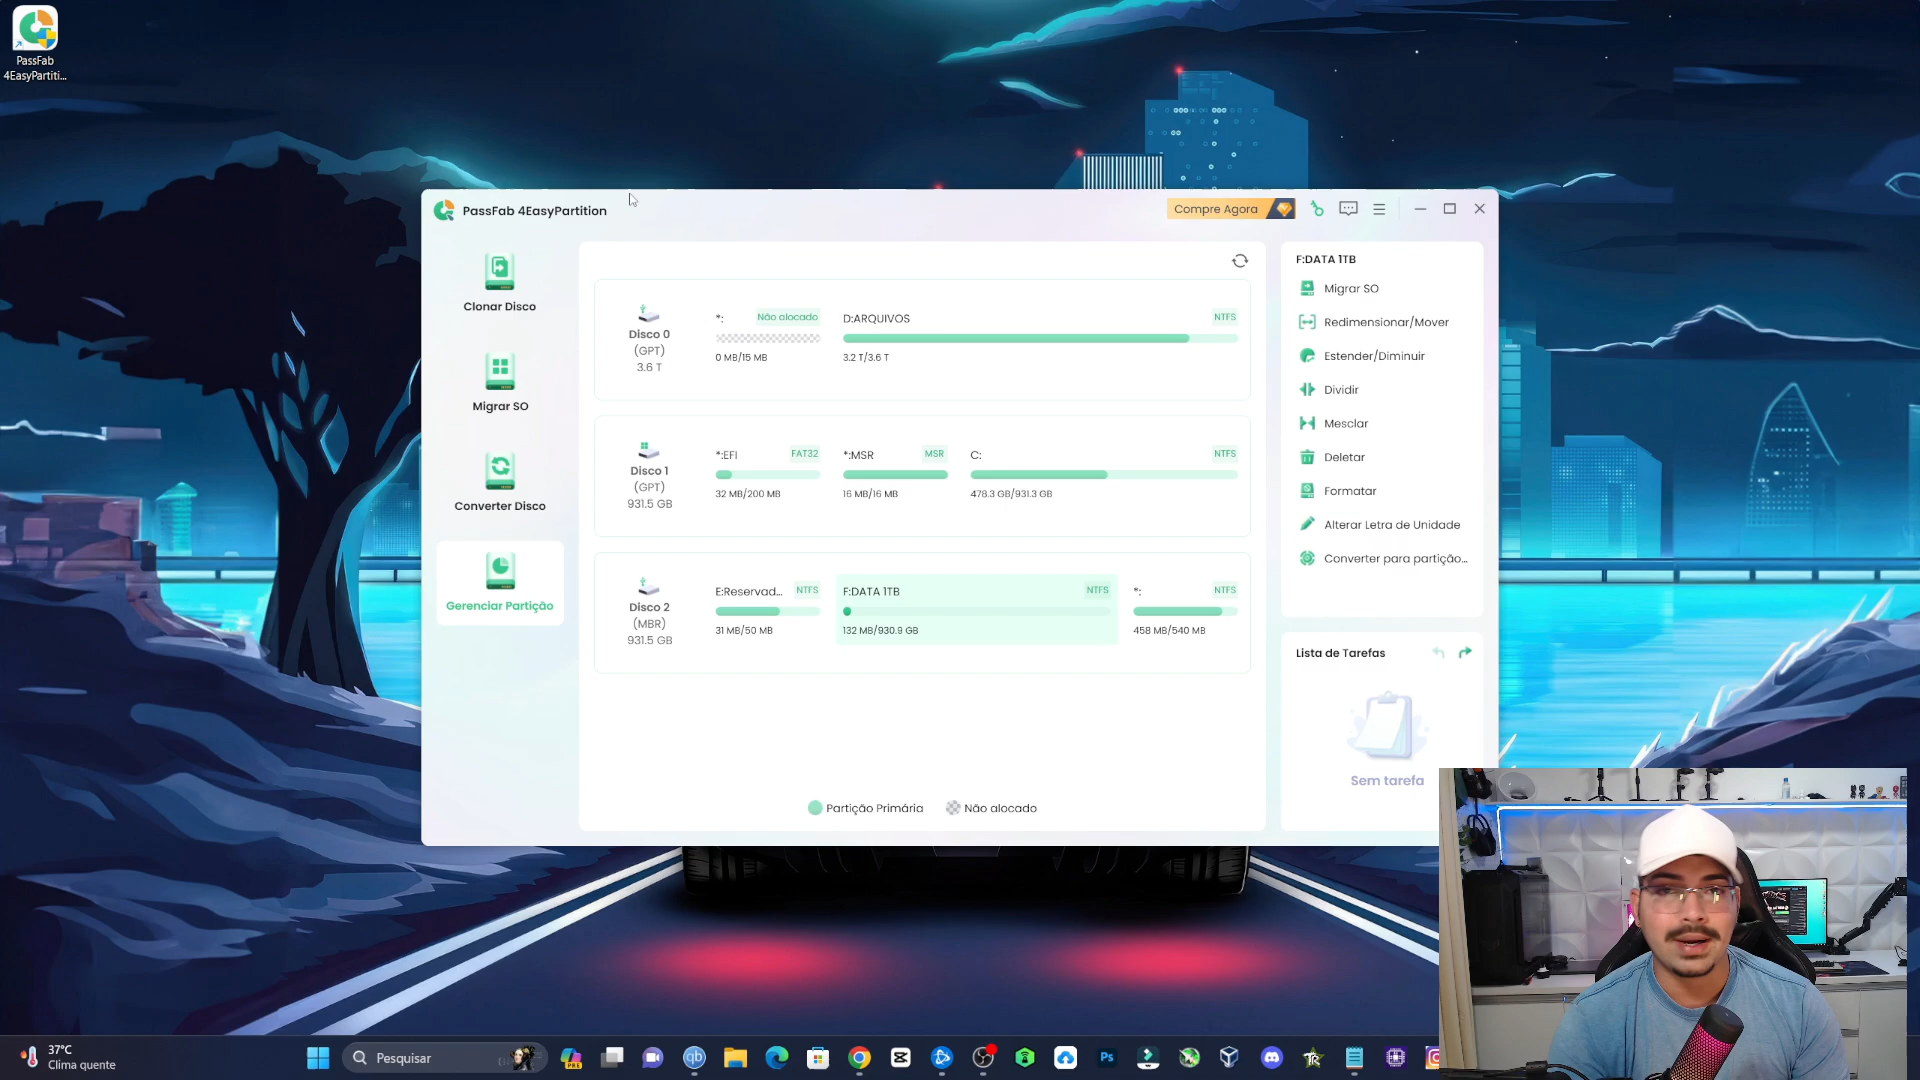 PassFab
4EasyPartiti...
PassFab 4EasyPartition
Compre Agora
Clonar Disco
Migrar SO
Converter Disco
Gerenciar Partição
Disco 0
(GPT)
3.6 T
*:
Não alocado
0 MB/15 MB
D:ARQUIVOS
NTFS
3.2 T/3.6 T
Disco 1
(GPT)
931.5 GB
*:EFI
FAT32
32 MB/200 MB
*:MSR
MSR
16 MB/16 MB
C:
NTFS
478.3 GB/931.3 GB
Disco 2
(MBR)
931.5 GB
E:Reservad...
NTFS
31 MB/50 MB
F:DATA 1TB
NTFS
132 MB/930.9 GB
*:
NTFS
458 MB/540 MB
Partição Primária
Não alocado
F:DATA 1TB
Migrar SO
Redimensionar/Mover
Estender/Diminuir
Dividir
Mesclar
Deletar
Formatar
Alterar Letra de Unidade
Converter para partição...
Lista de Tarefas
Sem tarefa
37°C
Clima quente
Pesquisar
PRE
qb
Ps